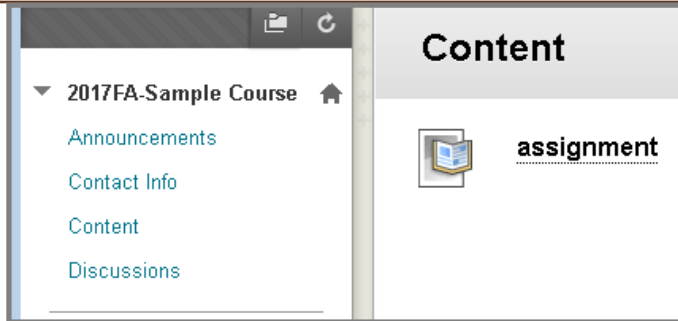 2017FA-Sample Course
Announcements
Contact Info
Content
Discussions
Content
assignment